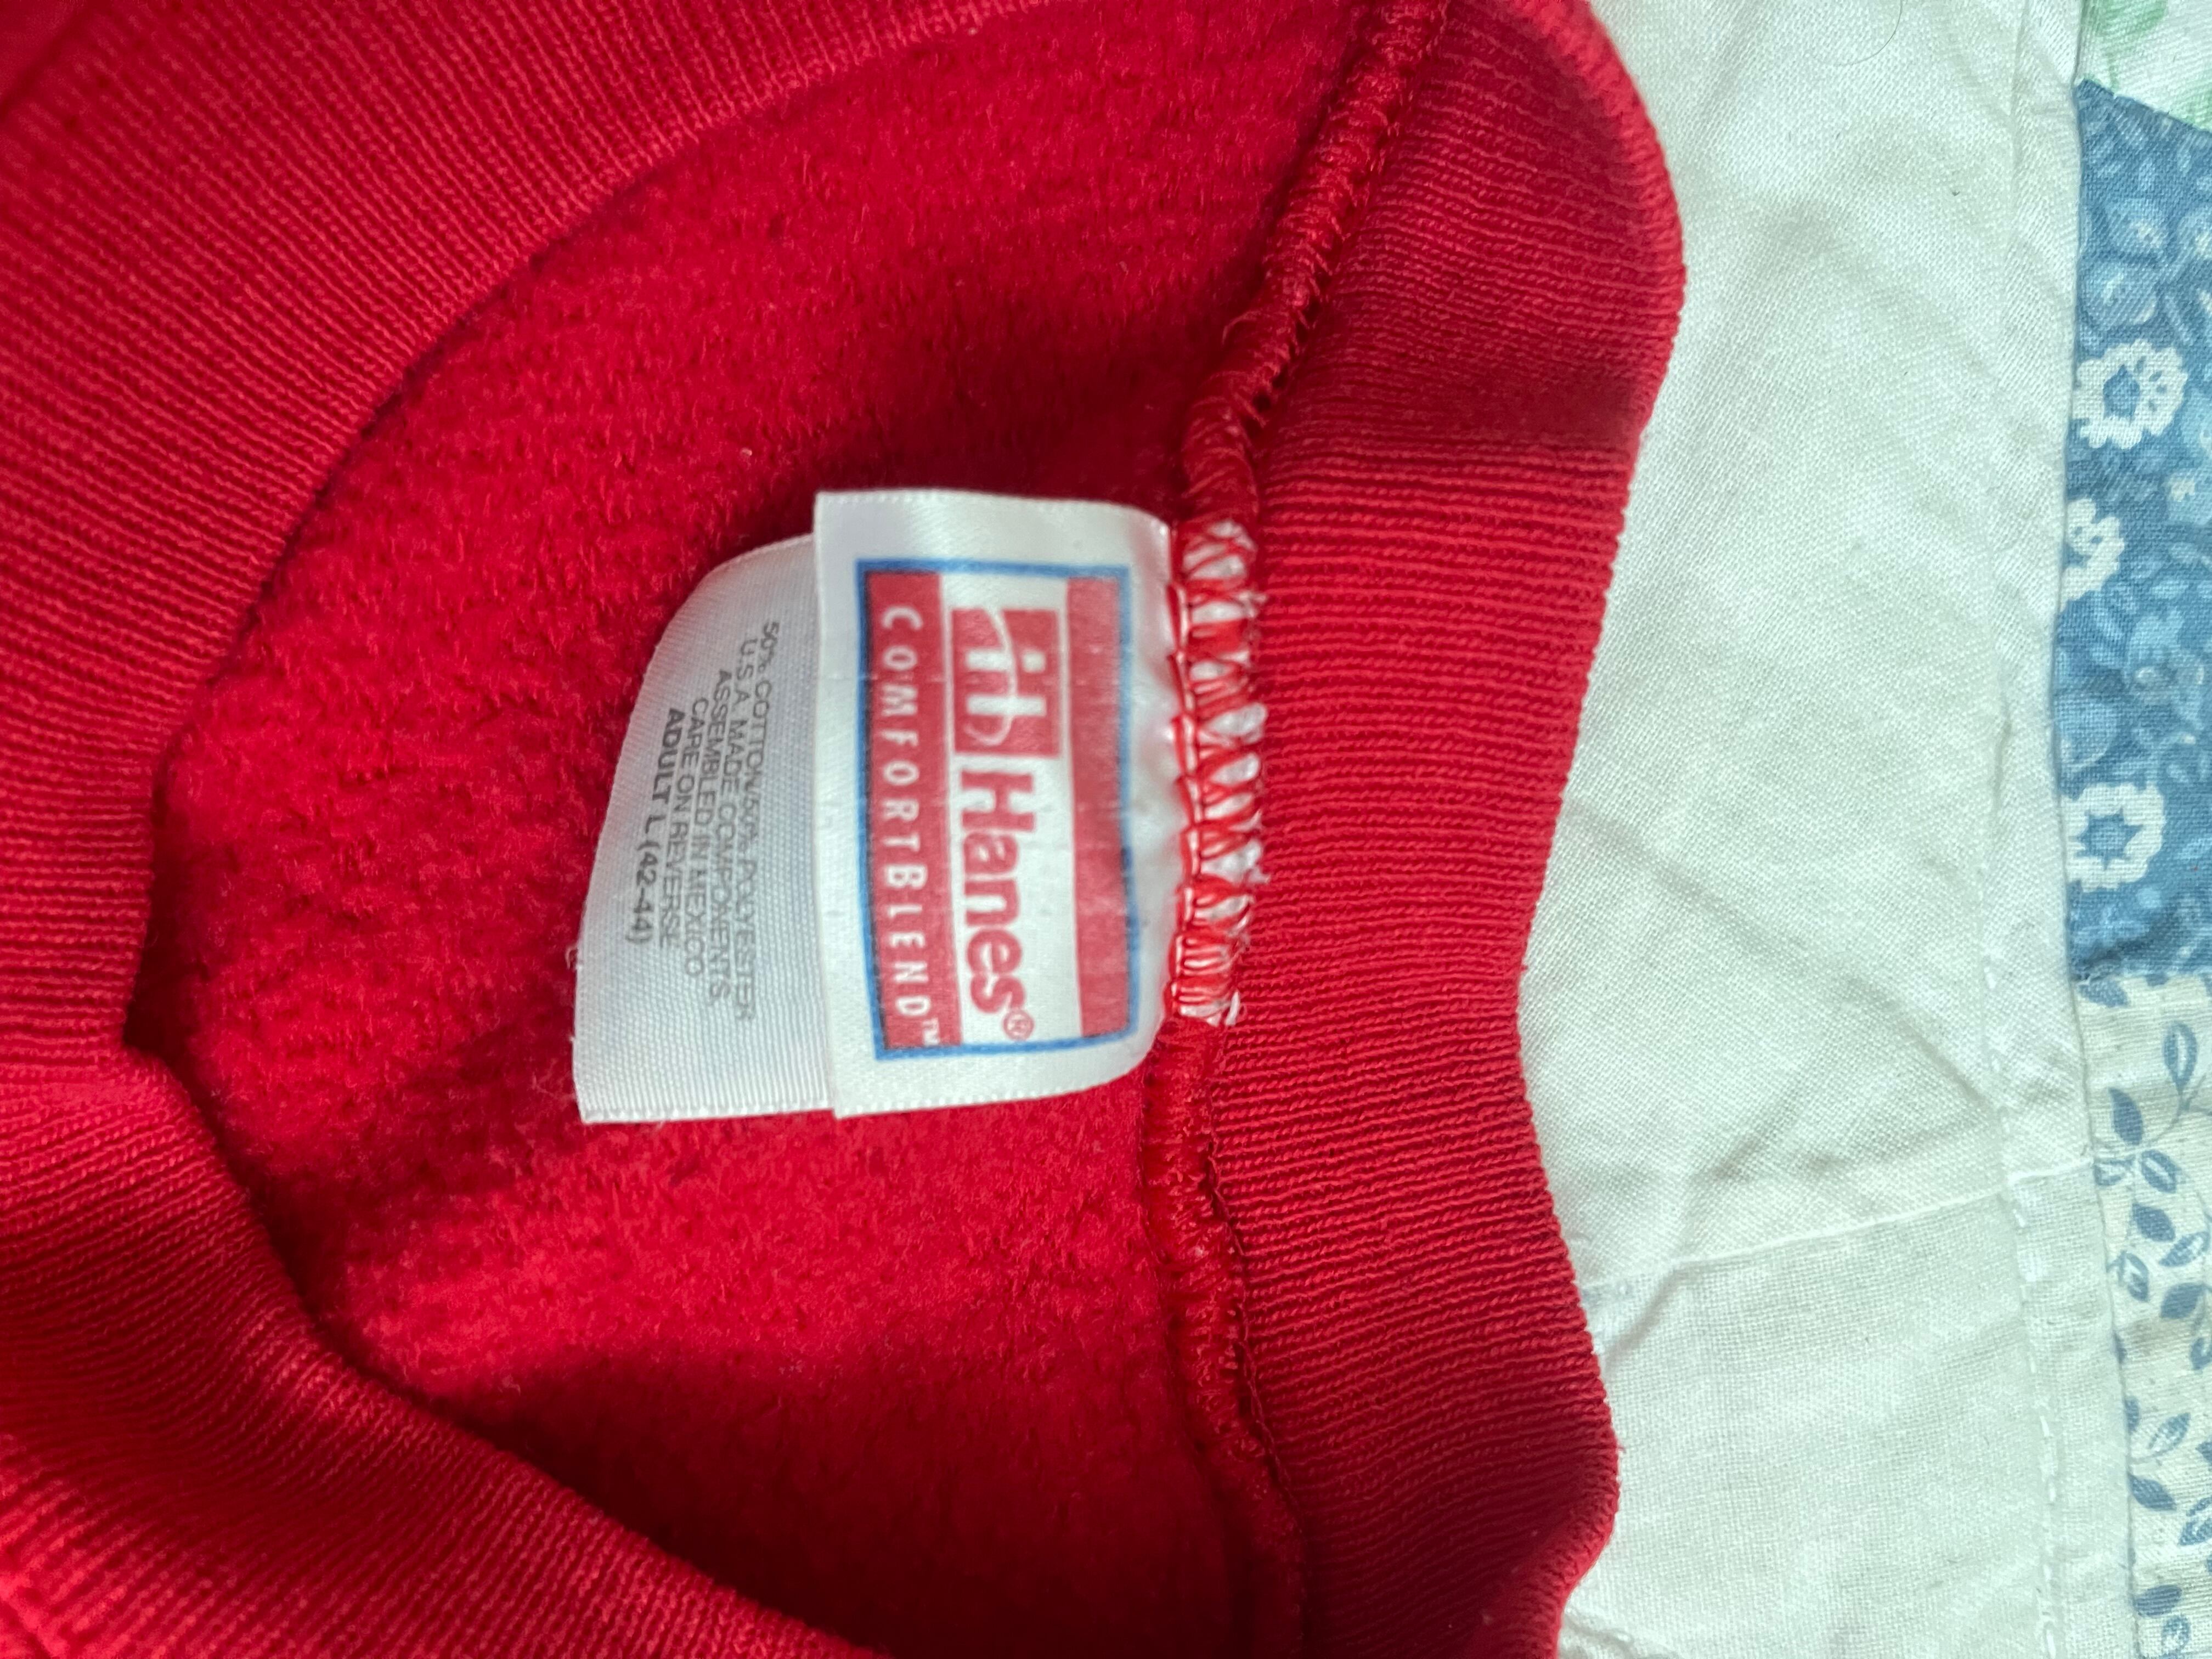 Hanes®
COMFORTBLEND™
50% COTTON/50% POLYESTER
U.S.A. MADE COMPONENTS,
ASSEMBLED IN MEXICO
CARE ON REVERSE
ADULT L (42-44)